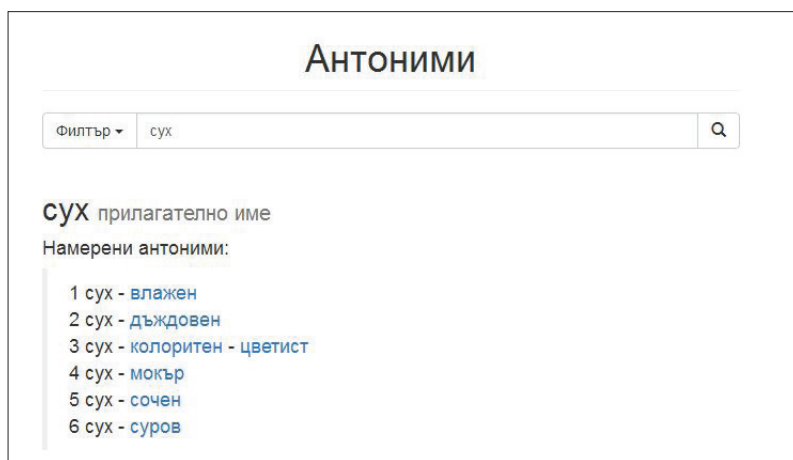 Антоними
Филтър сух
сух прилагателно име
Намерени антоними:
1 сух - влажен
2 сух - дъждовен
3 сух - колоритен - цветист
4 сух - мокър
5 сух - сочен
6 сух - суров